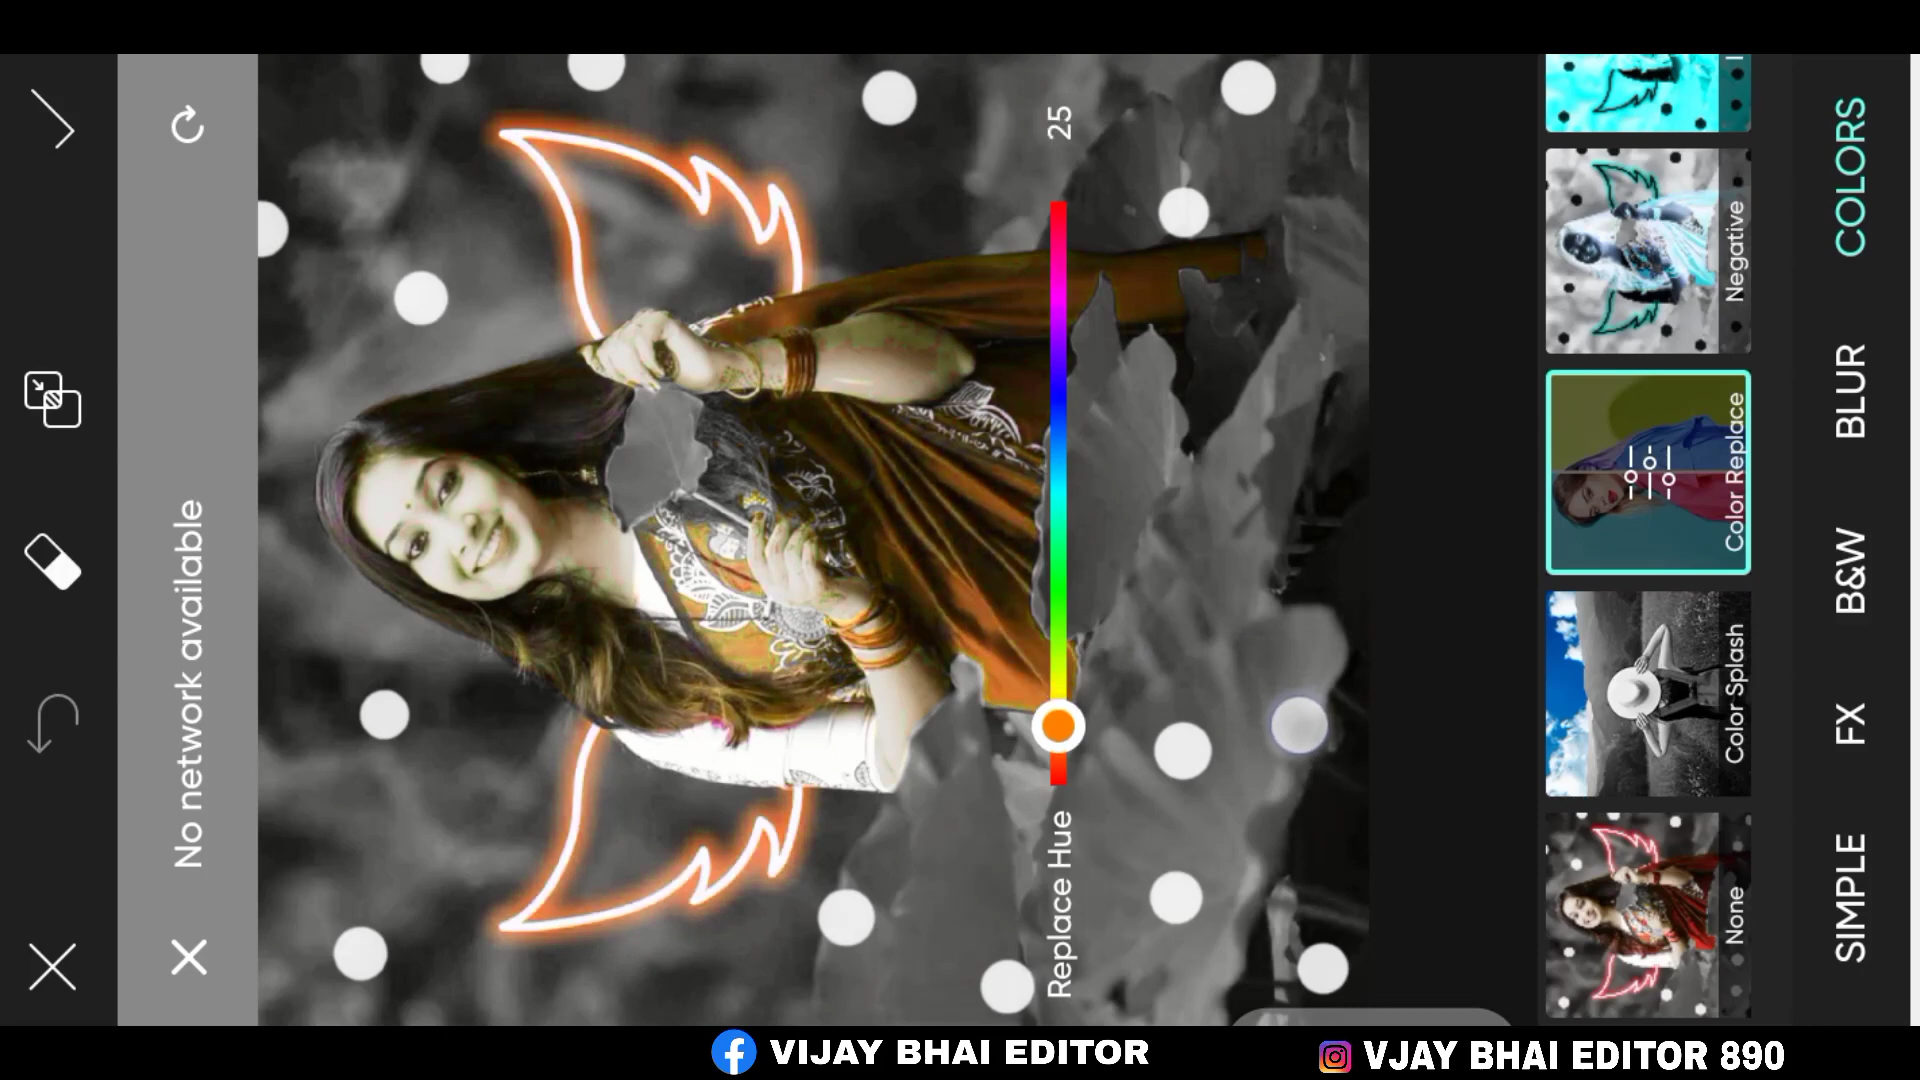 No network available
25
Replace Hue
None
Color Splash
Color Replace
Negative
SIMPLE
FX
B&W
BLUR
COLORS
VIJAY BHAI EDITOR
VJAY BHAI EDITOR 890